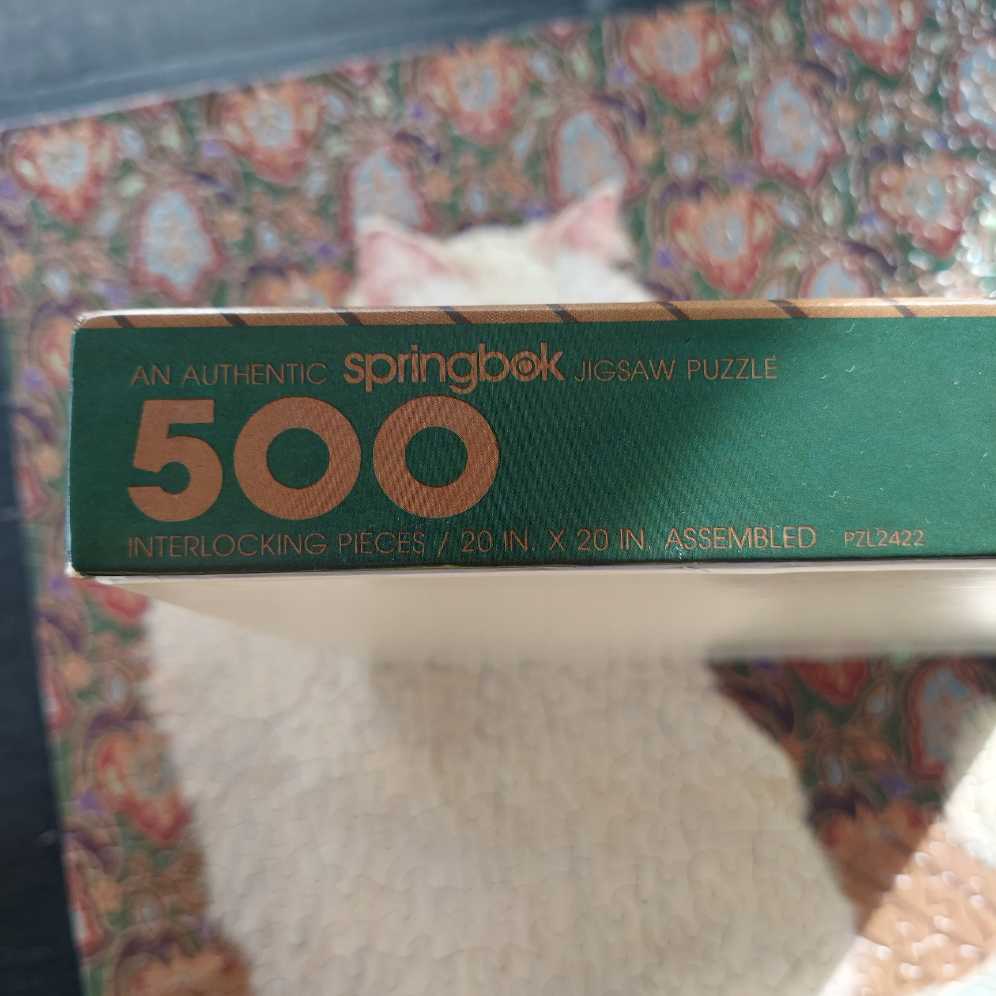 AN AUTHENTIC springbok JIGSAW PUZZLE
500
INTERLOCKING PIECES / 20 IN. X 20 IN. ASSEMBLED PZL2422